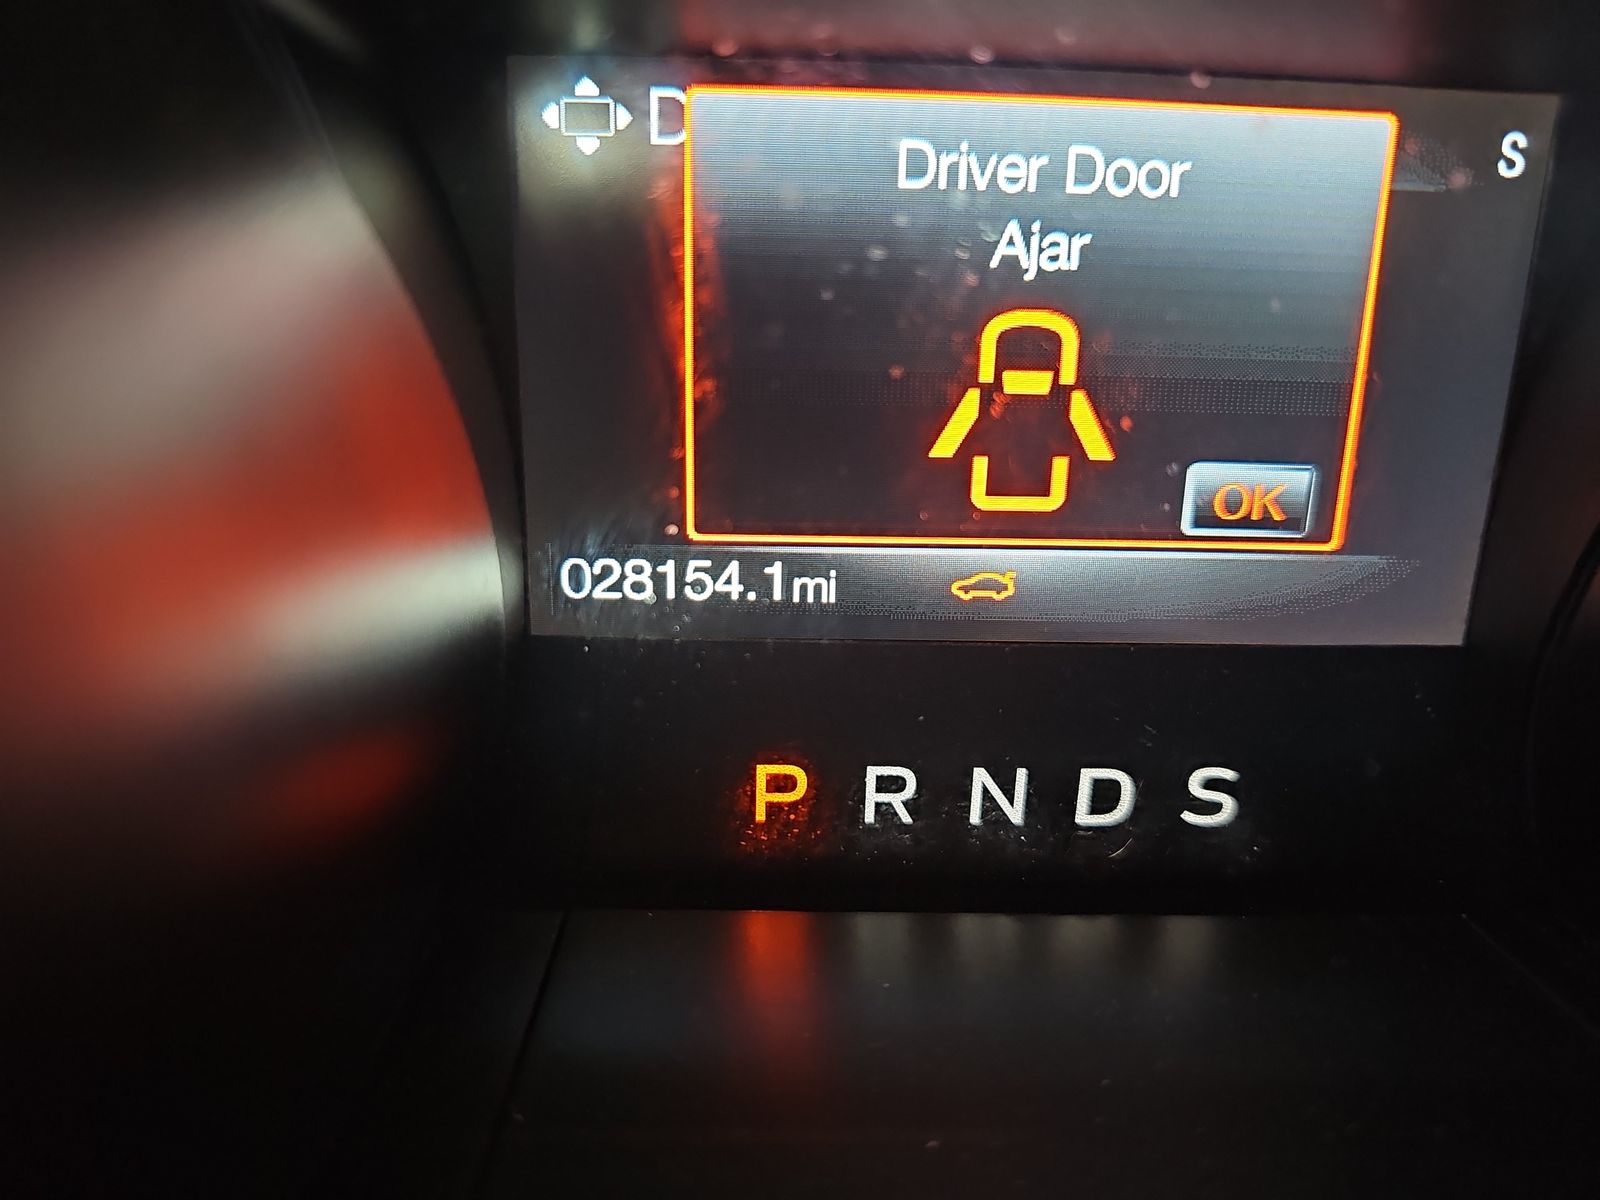 D
Driver Door
S
Ajar
OK
028154.1mi
P R N D S